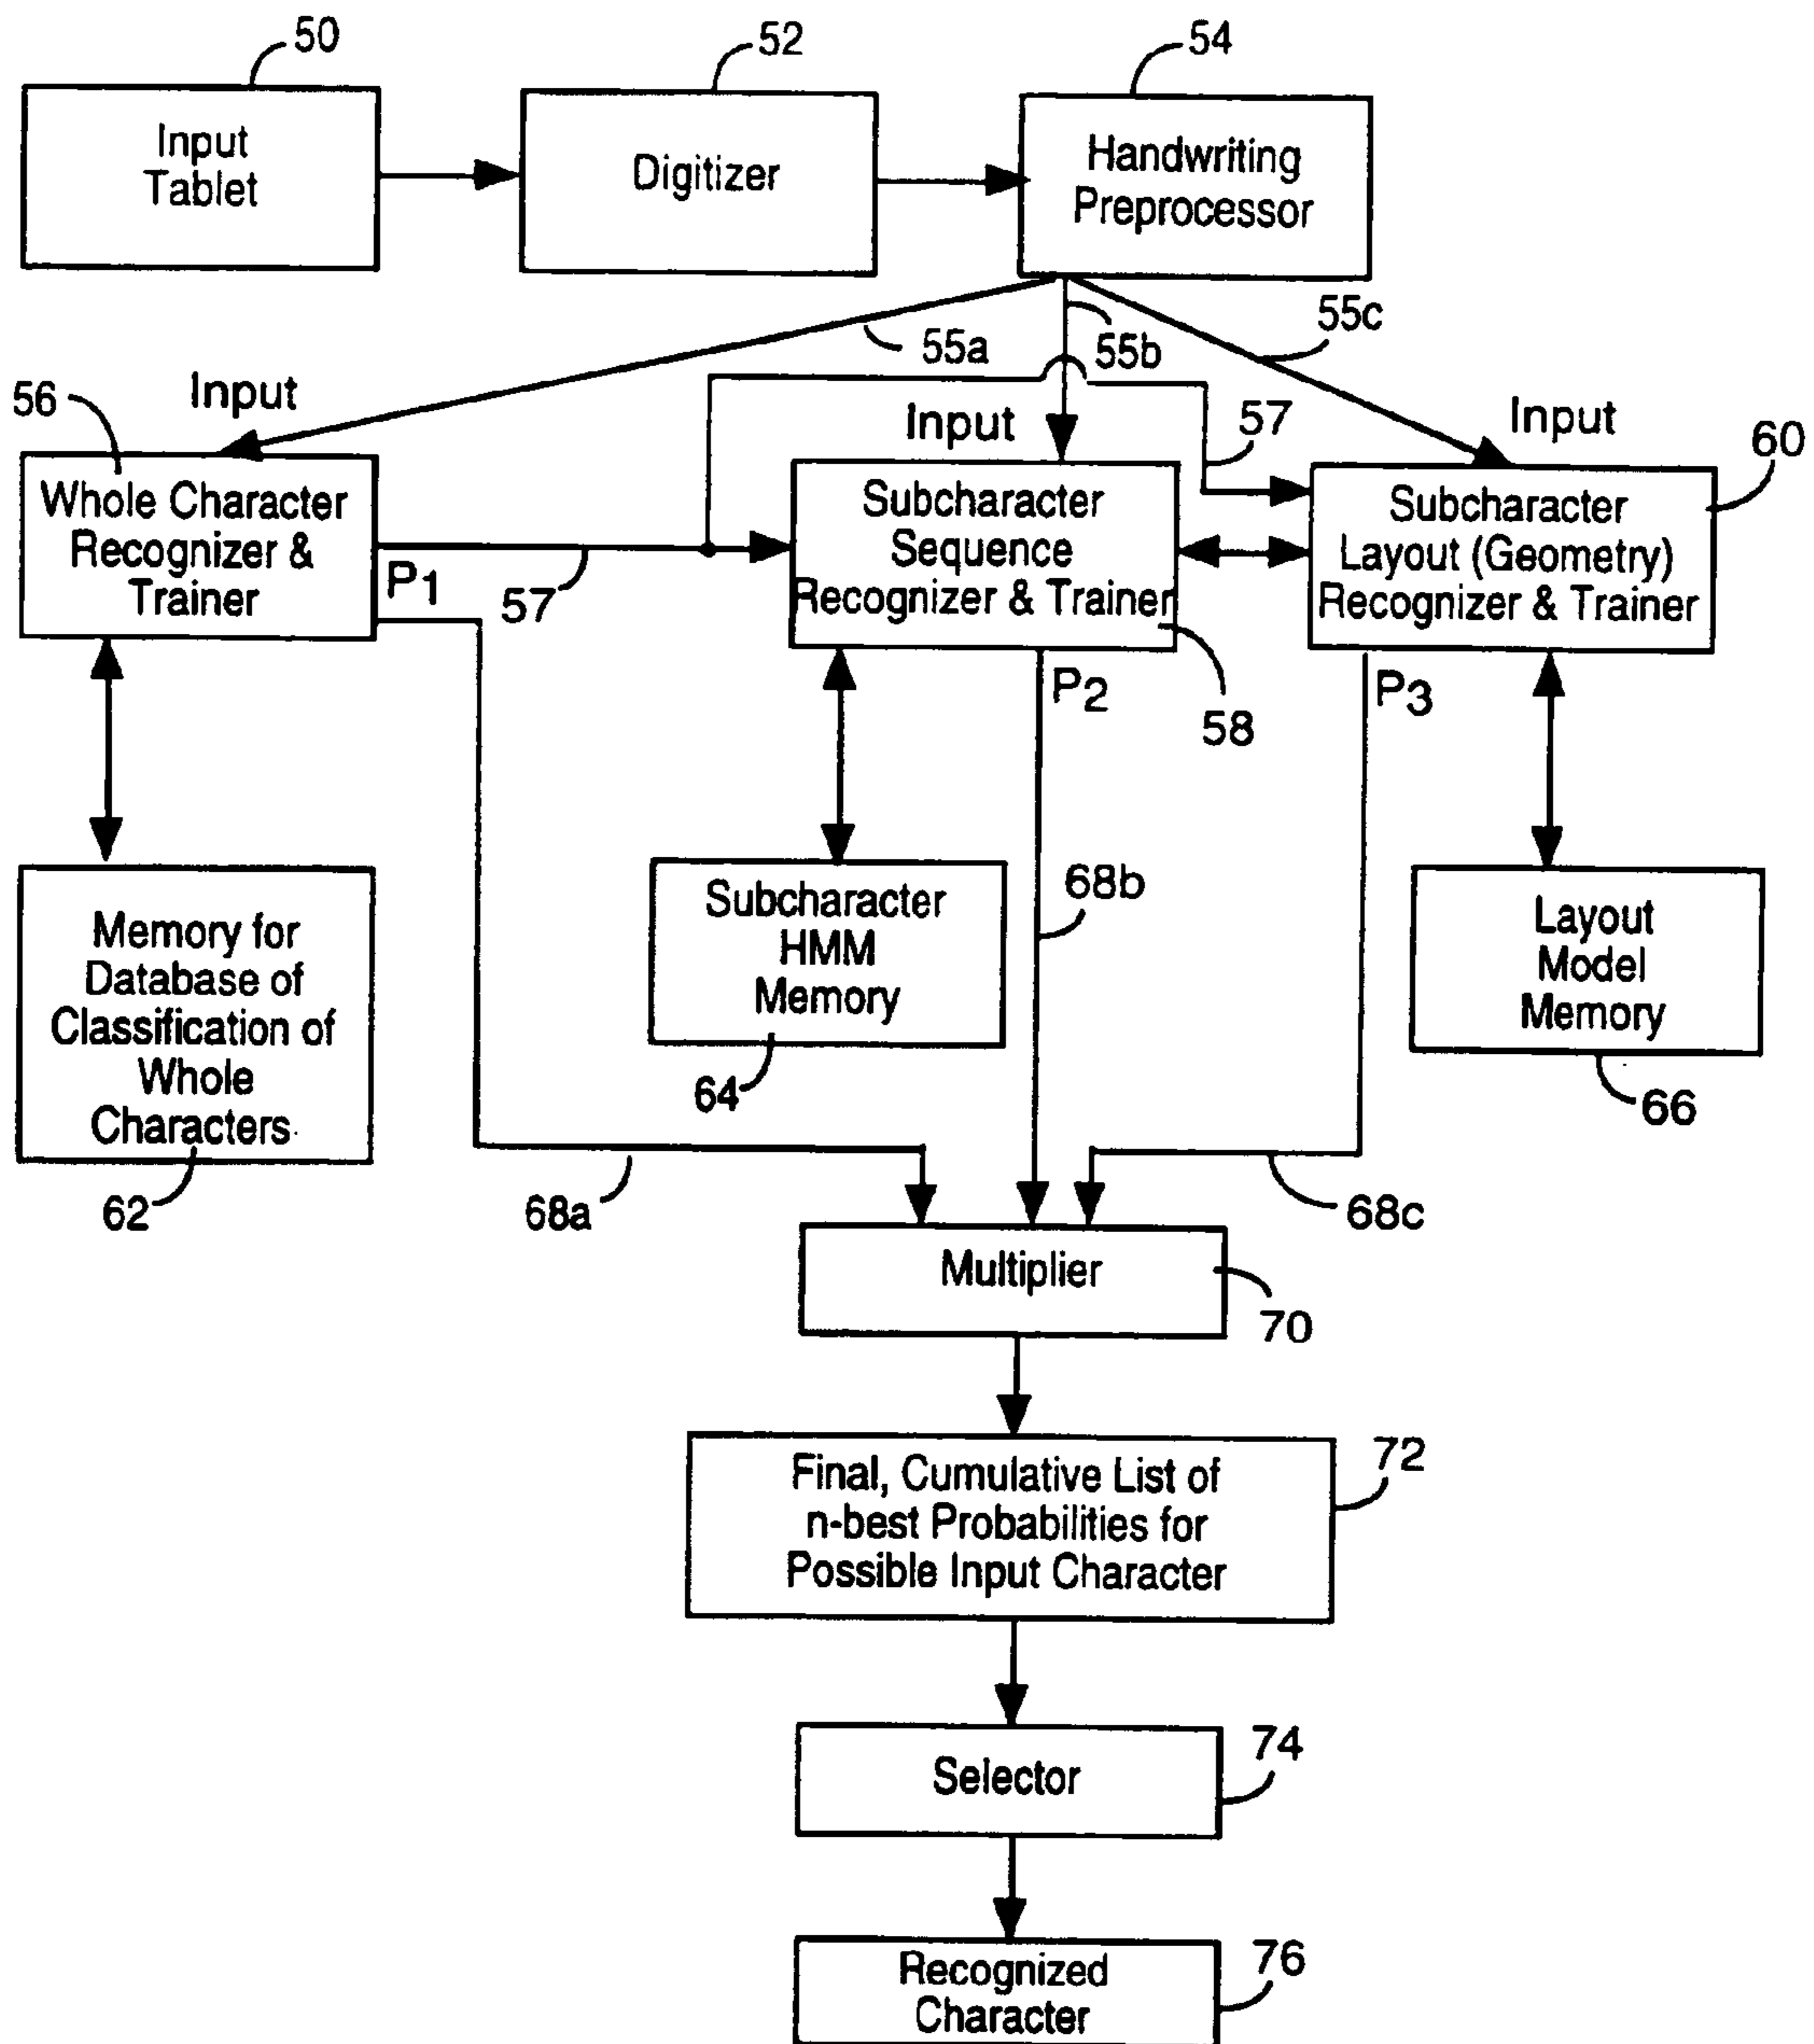 50
52
54
Input
Tablet
Digitizer
Handwriting
Preprocessor
55a
55b
55c
56
Input
Input
57
Input
60
Whole Character
Recognizer &
Trainer
P1
57
Subcharacter
Sequence
Recognizer & Trainer
P2
58
Subcharacter
Layout (Geometry)
Recognizer & Trainer
P3
Memory for
Database of
Classification of
Whole
Characters
62
Subcharacter
HMM
Memory
64
68b
Layout
Model
Memory
66
68a
68c
Multiplier
70
Final, Cumulative List of
n-best Probabilities for
Possible Input Character
72
Selector
74
Recognized
Character
76